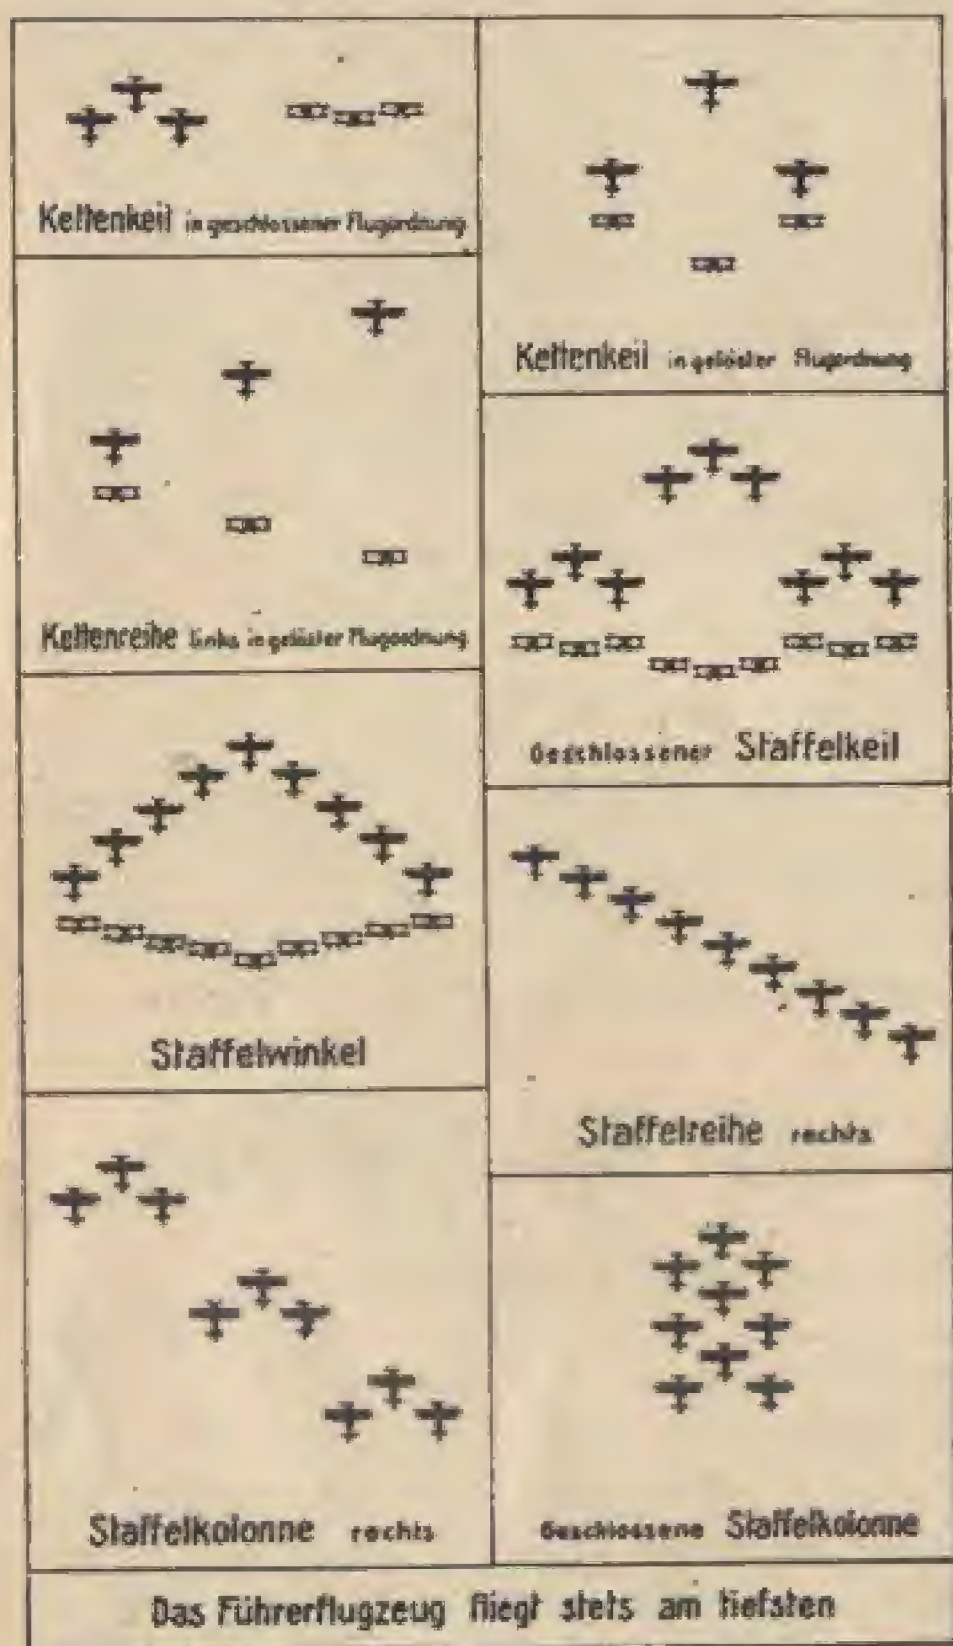 Kettenkeil in geschlossener Flugordnung
Kettenkeil in gelöster Flugordnung
Kettenreihe links in gelöster Flugordnung
Geschlossener Staffelkeil
Staffelwinkel
Staffelreihe rechts
Staffelkolonne rechts
Geschlossene Staffelkolonne
Das Führerflugzeug fliegt stets am tiefsten